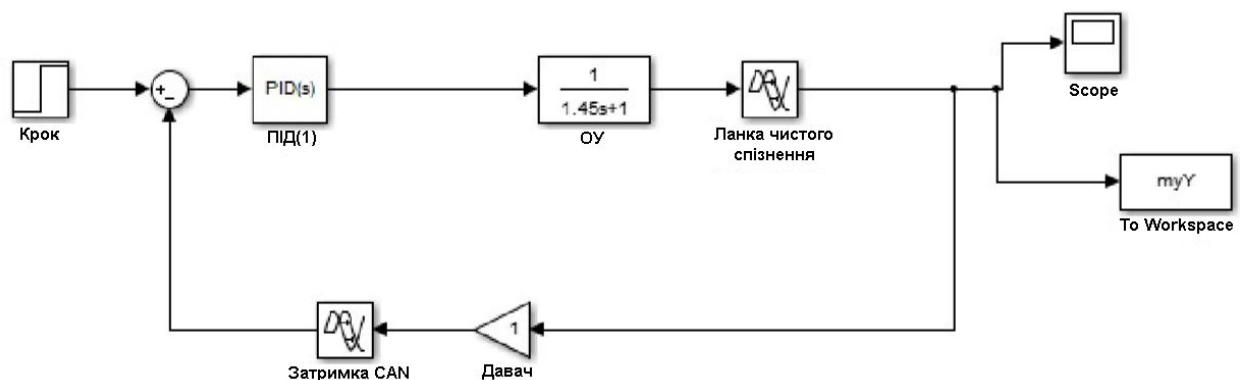 Крок
+
−
PID(s)
ПІД(1)
1
1.45s+1
ОУ
Ланка чистого
спізнення
Scope
myY
To Workspace
1
Давач
Затримка CAN